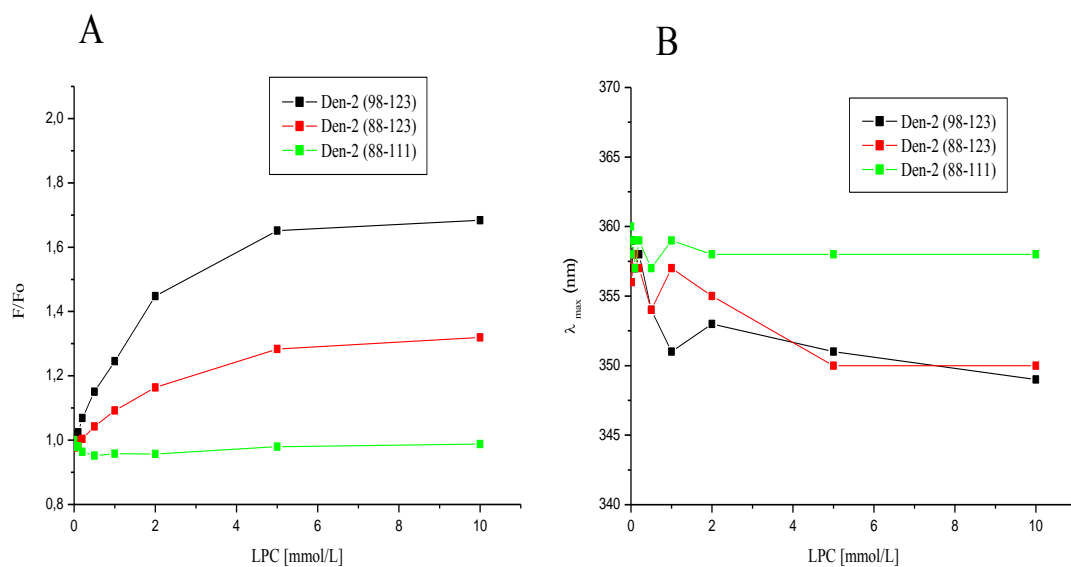 A
Den-2 (98-123)
Den-2 (88-123)
Den-2 (88-111)
2,0
1,8
1,6
1,4
1,2
1,0
0,8
F/Fo
0 2 4 6 8 10
LPC [mmol/L]
B
Den-2 (98-123)
Den-2 (88-123)
Den-2 (88-111)
370
365
360
355
350
345
340
λ max (nm)
0 2 4 6 8 10
LPC [mmol/L]